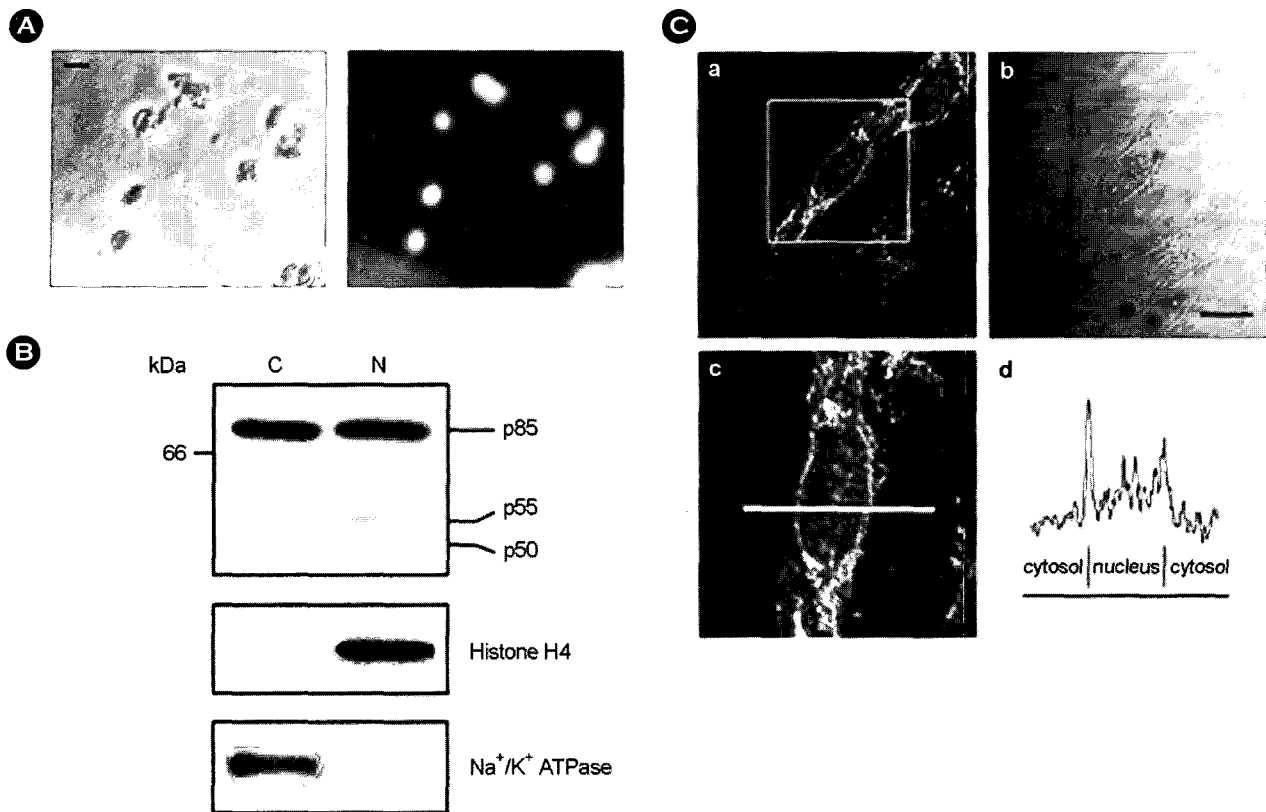 A
C
a
b
B
kDa
C
N
p85
66
p55
p50
Histone H4
Na⁺/K⁺ ATPase
c
d
cytosol | nucleus | cytosol